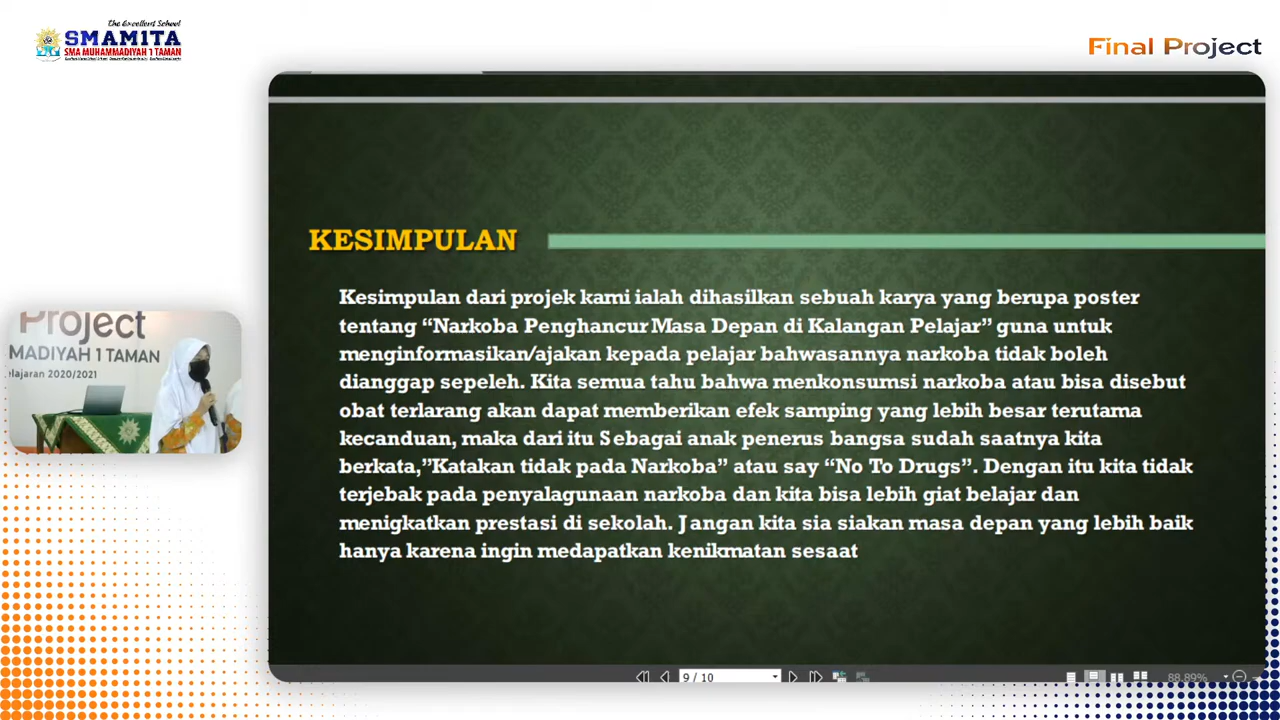 The Excellent School
SMAMITA
SMA MUHAMMADIYAH 1 TAMAN
Final Project
KESIMPULAN
Kesimpulan dari projek kami ialah dihasilkan sebuah karya yang berupa poster
tentang “Narkoba Penghancur Masa Depan di Kalangan Pelajar” guna untuk
menginformasikan/ajakan kepada pelajar bahwasannya narkoba tidak boleh
dianggap sepeleh. Kita semua tahu bahwa menkonsumsi narkoba atau bisa disebut
obat terlarang akan dapat memberikan efek samping yang lebih besar terutama
kecanduan, maka dari itu Sebagai anak penerus bangsa sudah saatnya kita
berkata,”Katakan tidak pada Narkoba” atau say “No To Drugs”. Dengan itu kita tidak
terjebak pada penyalagunaan narkoba dan kita bisa lebih giat belajar dan
menigkatkan prestasi di sekolah. Jangan kita sia siakan masa depan yang lebih baik
hanya karena ingin medapatkan kenikmatan sesaat
Project
MADIYAH 1 TAMAN
elajaran 2020/2021
9 / 10
88.89%